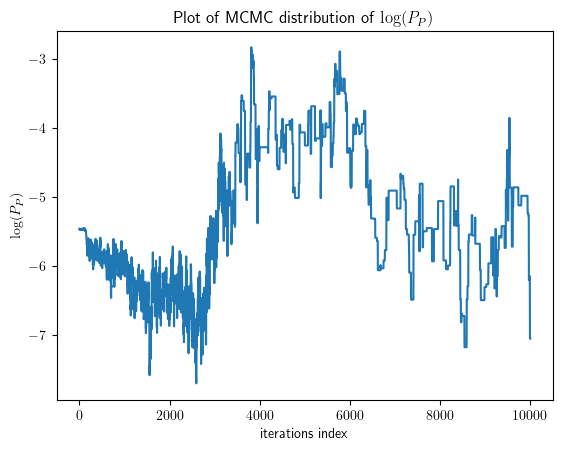 Plot of MCMC distribution of log(P_P)
−3
−4
−5
−6
−7
log(P_P)
0 2000 4000 6000 8000 10000
iterations index